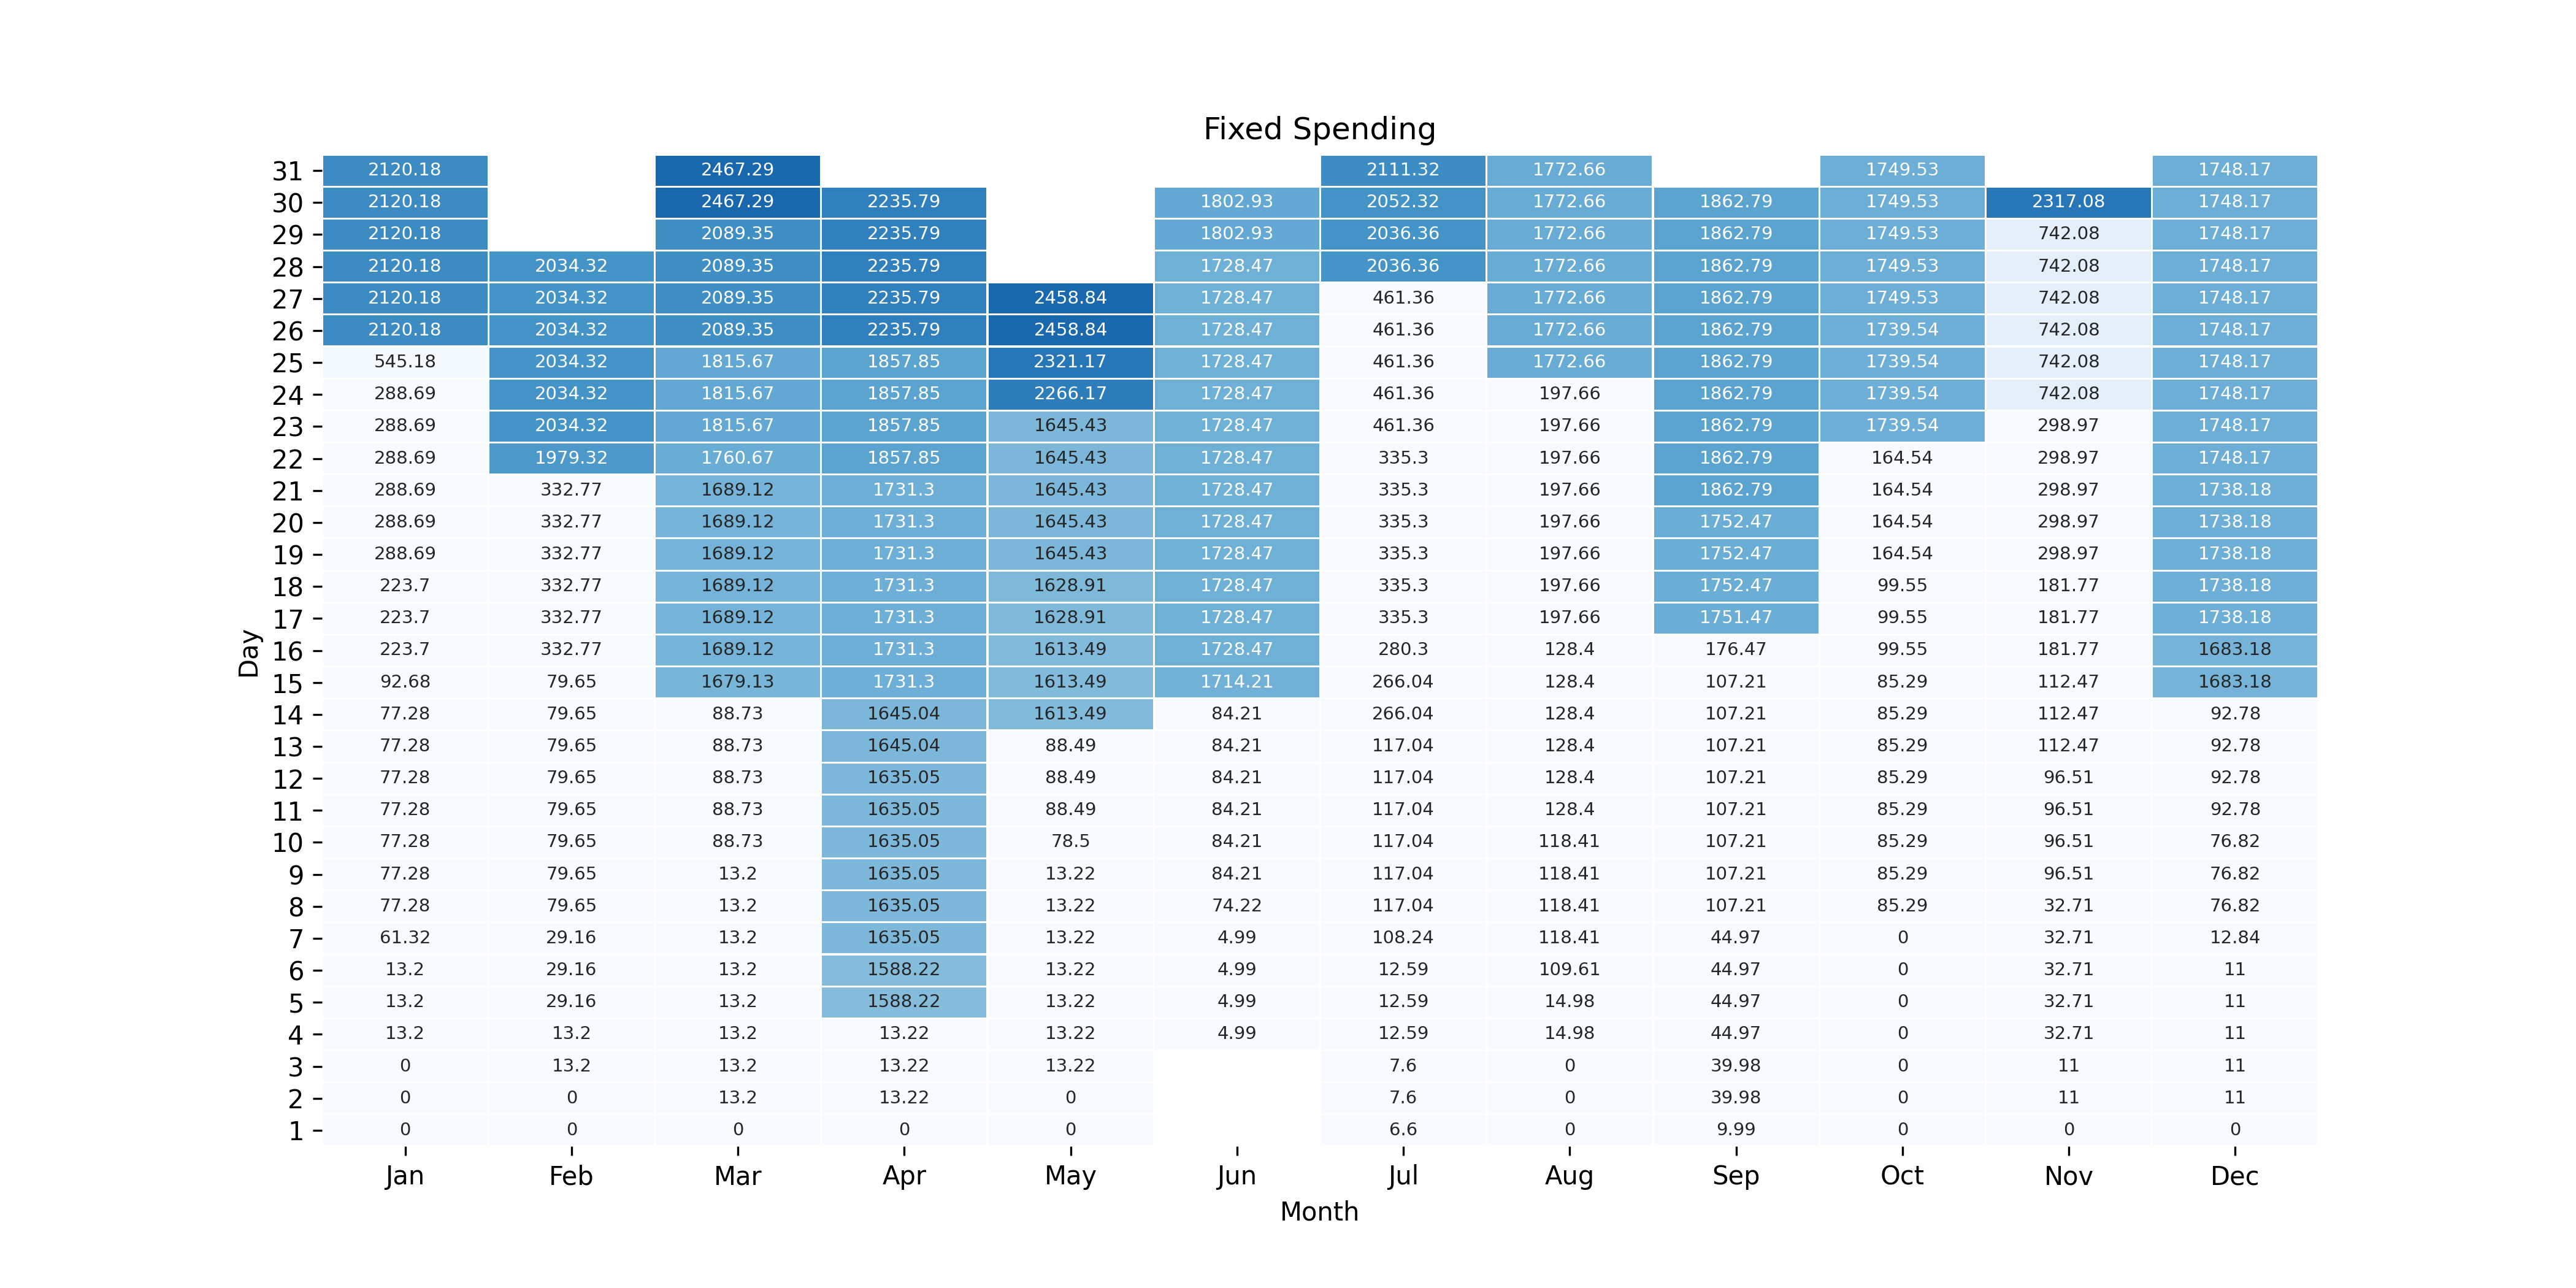 Fixed Spending
31 2120.18 2467.29 2111.32 1772.66 1749.53 1748.17
30 2120.18 2467.29 2235.79 1802.93 2052.32 1772.66 1862.79 1749.53 2317.08 1748.17
29 2120.18 2089.35 2235.79 1802.93 2036.36 1772.66 1862.79 1749.53 742.08 1748.17
28 2120.18 2034.32 2089.35 2235.79 1728.47 2036.36 1772.66 1862.79 1749.53 742.08 1748.17
27 2120.18 2034.32 2089.35 2235.79 2458.84 1728.47 461.36 1772.66 1862.79 1749.53 742.08 1748.17
26 2120.18 2034.32 2089.35 2235.79 2458.84 1728.47 461.36 1772.66 1862.79 1739.54 742.08 1748.17
25 545.18 2034.32 1815.67 1857.85 2321.17 1728.47 461.36 1772.66 1862.79 1739.54 742.08 1748.17
24 288.69 2034.32 1815.67 1857.85 2266.17 1728.47 461.36 197.66 1862.79 1739.54 742.08 1748.17
23 288.69 2034.32 1815.67 1857.85 1645.43 1728.47 461.36 197.66 1862.79 1739.54 298.97 1748.17
22 288.69 1979.32 1760.67 1857.85 1645.43 1728.47 335.3 197.66 1862.79 164.54 298.97 1748.17
21 288.69 332.77 1689.12 1731.3 1645.43 1728.47 335.3 197.66 1862.79 164.54 298.97 1738.18
20 288.69 332.77 1689.12 1731.3 1645.43 1728.47 335.3 197.66 1752.47 164.54 298.97 1738.18
19 288.69 332.77 1689.12 1731.3 1645.43 1728.47 335.3 197.66 1752.47 164.54 298.97 1738.18
18 223.7 332.77 1689.12 1731.3 1628.91 1728.47 335.3 197.66 1752.47 99.55 181.77 1738.18
17 223.7 332.77 1689.12 1731.3 1628.91 1728.47 335.3 197.66 1751.47 99.55 181.77 1738.18
16 223.7 332.77 1689.12 1731.3 1613.49 1728.47 280.3 128.4 176.47 99.55 181.77 1683.18
15 92.68 79.65 1679.13 1731.3 1613.49 1714.21 266.04 128.4 107.21 85.29 112.47 1683.18
14 77.28 79.65 88.73 1645.04 1613.49 84.21 266.04 128.4 107.21 85.29 112.47 92.78
13 77.28 79.65 88.73 1645.04 88.49 84.21 117.04 128.4 107.21 85.29 112.47 92.78
12 77.28 79.65 88.73 1635.05 88.49 84.21 117.04 128.4 107.21 85.29 96.51 92.78
11 77.28 79.65 88.73 1635.05 88.49 84.21 117.04 128.4 107.21 85.29 96.51 92.78
10 77.28 79.65 88.73 1635.05 78.5 84.21 117.04 118.41 107.21 85.29 96.51 76.82
9 77.28 79.65 13.2 1635.05 13.22 84.21 117.04 118.41 107.21 85.29 96.51 76.82
8 77.28 79.65 13.2 1635.05 13.22 74.22 117.04 118.41 107.21 85.29 32.71 76.82
7 61.32 29.16 13.2 1635.05 13.22 4.99 108.24 118.41 44.97 0 32.71 12.84
6 13.2 29.16 13.2 1588.22 13.22 4.99 12.59 109.61 44.97 0 32.71 11
5 13.2 29.16 13.2 1588.22 13.22 4.99 12.59 14.98 44.97 0 32.71 11
4 13.2 13.2 13.2 13.22 13.22 4.99 12.59 14.98 44.97 0 32.71 11
3 0 13.2 13.2 13.22 13.22 7.6 0 39.98 0 11 11
2 0 0 13.2 13.22 0 7.6 0 39.98 0 11 11
1 0 0 0 0 0 6.6 0 9.99 0 0 0
Jan Feb Mar Apr May Jun Jul Aug Sep Oct Nov Dec
Month
Day